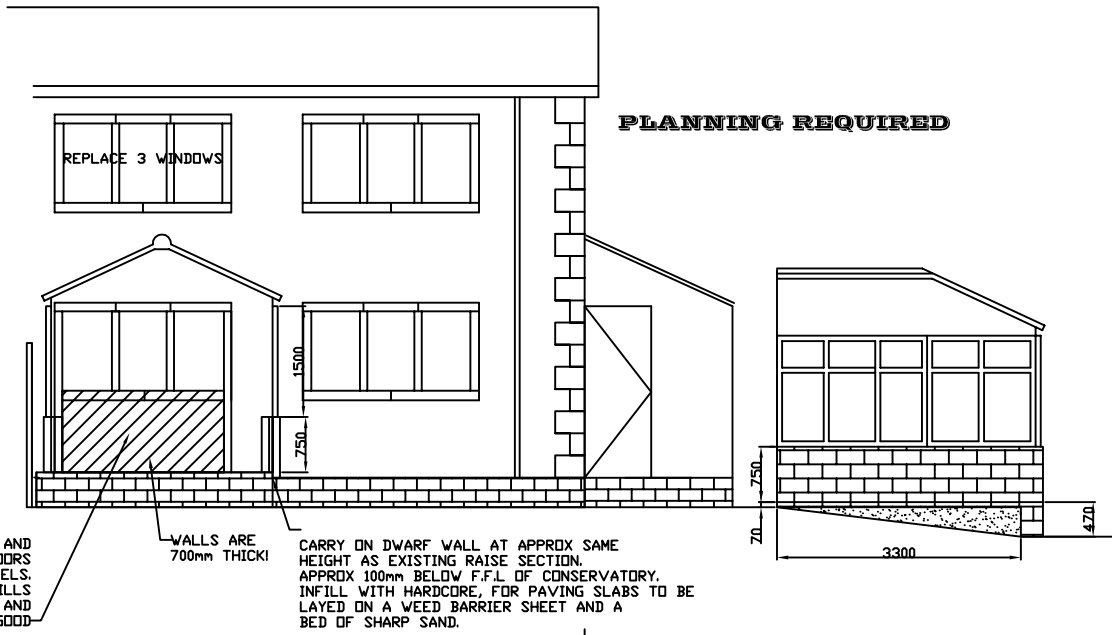 PLANNING REQUIRED
REPLACE 3 WINDOWS
1500
750
750
70
470
3300
WALLS ARE
700mm THICK!
CARRY ON DWARF WALL AT APPROX SAME
HEIGHT AS EXISTING RAISE SECTION.
APPROX 100mm BELOW F.F.L OF CONSERVATORY.
INFILL WITH HARDCORE, FOR PAVING SLABS TO BE
LAYED ON A WEED BARRIER SHEET AND A
BED OF SHARP SAND.
AND
ORS
ELS.
ILLS
AND
GOOD